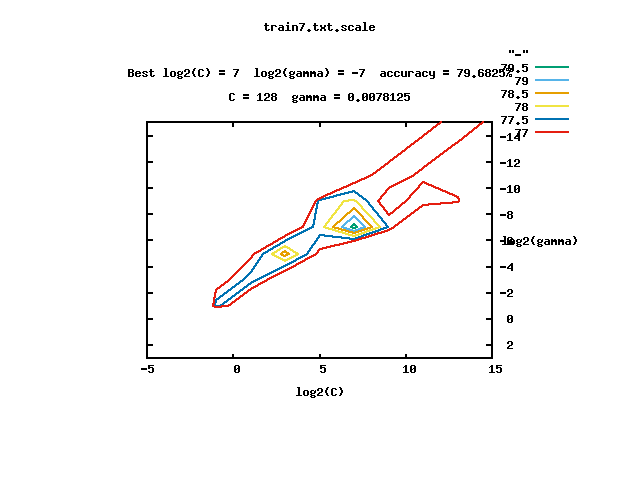 train7.txt.scale
"-"
79.5
Best log2(C) = 7 log2(gamma) = -7 accuracy = 79.6825%
79
78.5
C = 128 gamma = 0.0078125
78
77.5
77
-14
-12
-10
-8
-6
log2(gamma)
-4
-2
0
2
-5 0 5 10 15
log2(C)